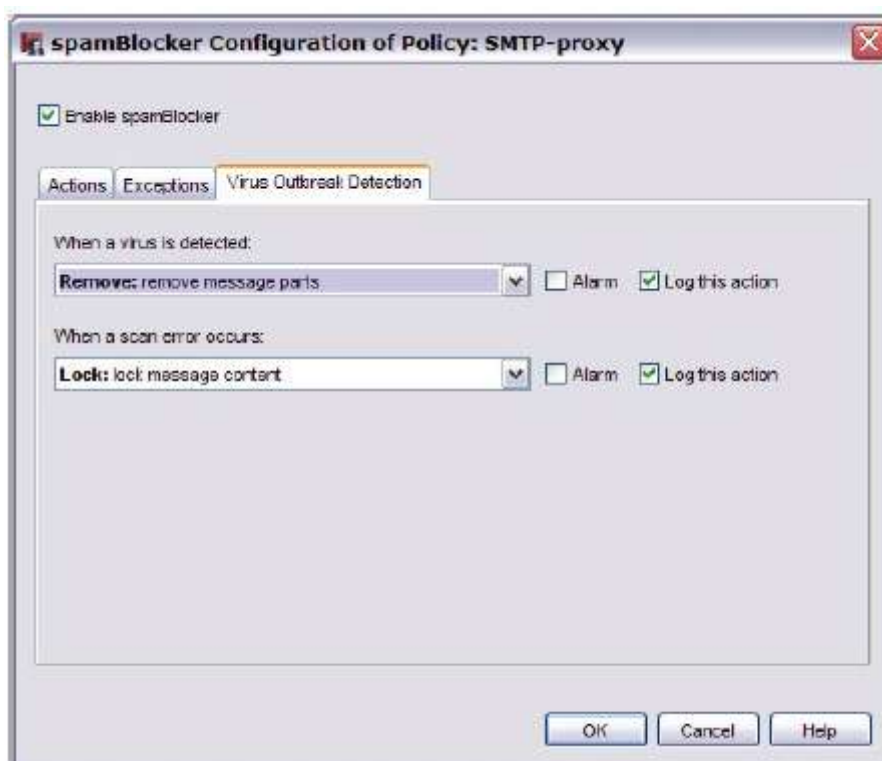 spamBlocker Configuration of Policy: SMTP-proxy
Enable spamBlocker
Actions Exceptions Virus Outbreak Detection
When a virus is detected:
Remove: remove message parts Alarm Log this action
When a scan error occurs:
Lock: lock message content Alarm Log this action
OK Cancel Help